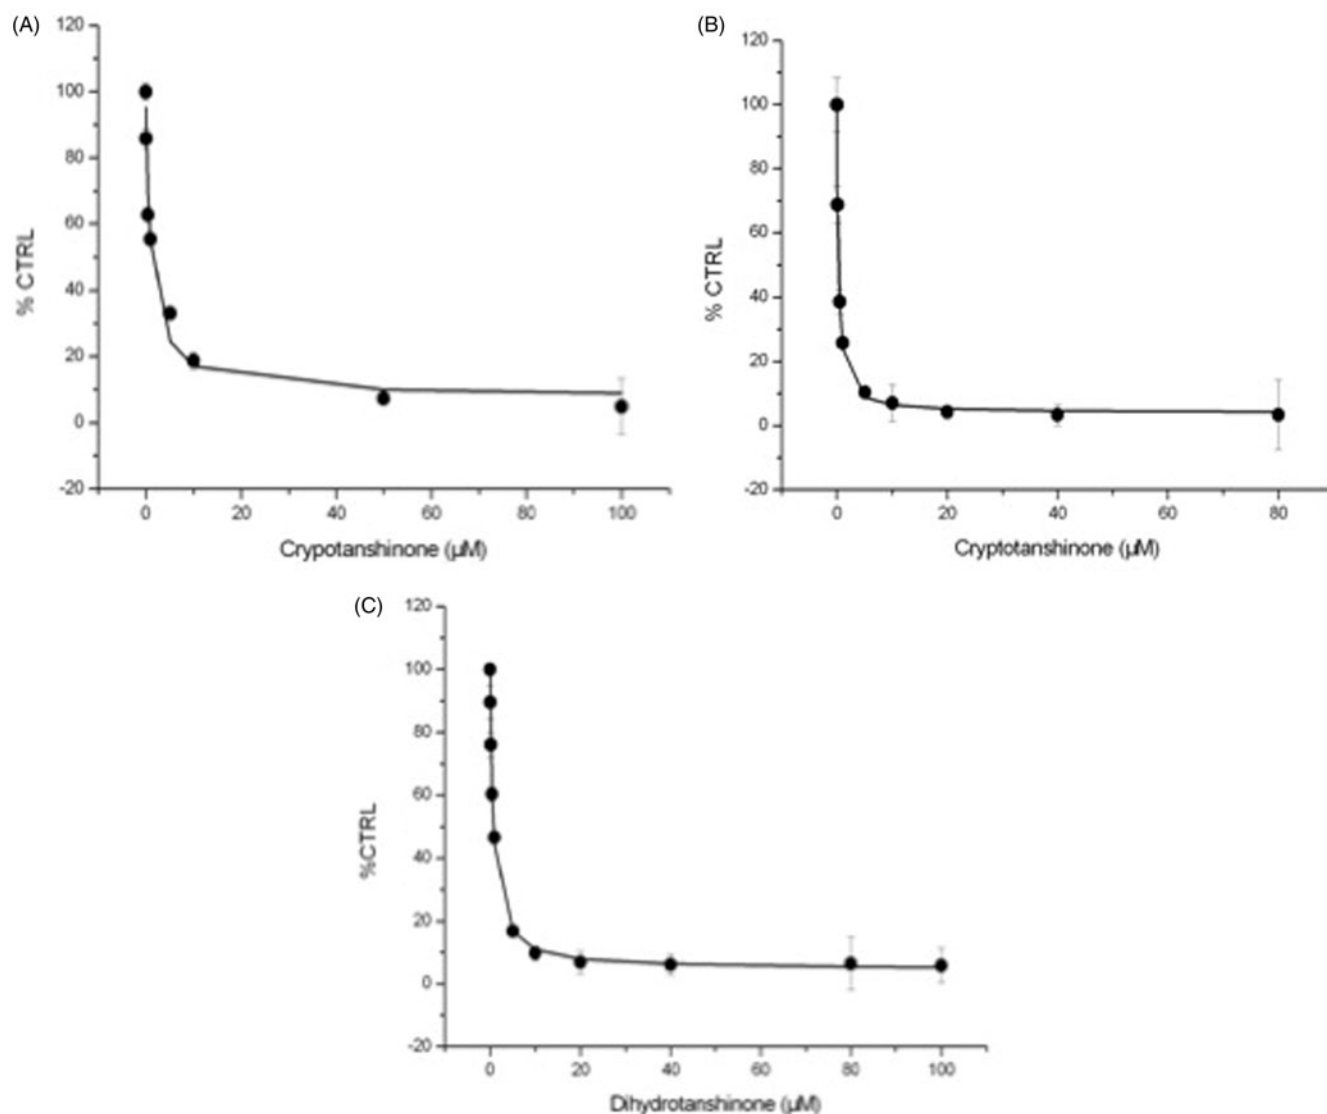 (A)
120
100
80
60
40
20
0
-20
% CTRL
0 20 40 60 80 100
Crypotanshinone (µM)
(B)
120
100
80
60
40
20
0
-20
% CTRL
0 20 40 60 80
Cryptotanshinone (µM)
(C)
120
100
80
60
40
20
0
-20
%CTRL
0 20 40 60 80 100
Dihydrotanshinone (µM)